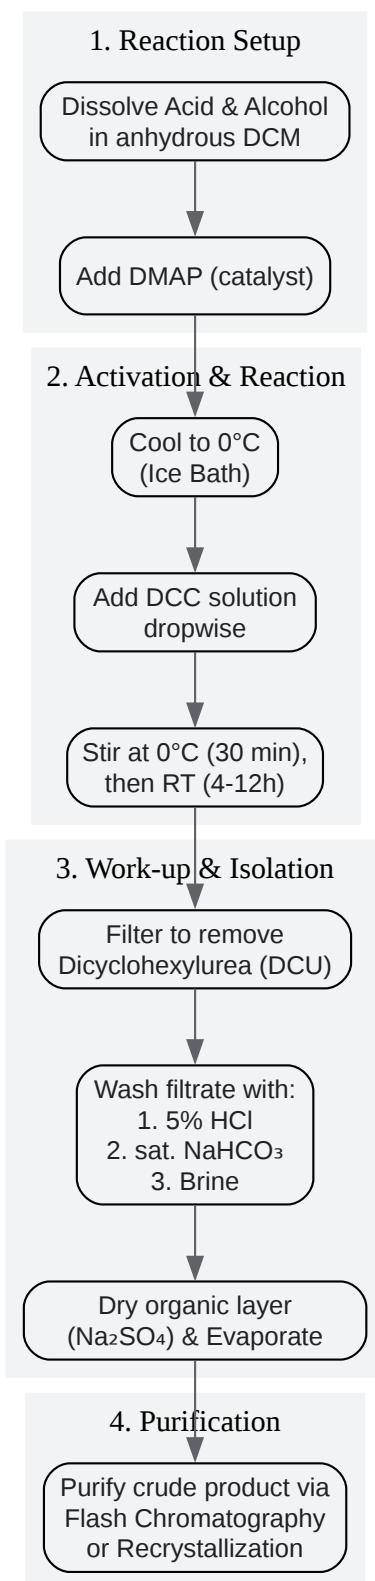 1. Reaction Setup
Dissolve Acid & Alcohol
in anhydrous DCM
Add DMAP (catalyst)
2. Activation & Reaction
Cool to 0°C
(Ice Bath)
Add DCC solution
dropwise
Stir at 0°C (30 min),
then RT (4-12h)
3. Work-up & Isolation
Filter to remove
Dicyclohexylurea (DCU)
Wash filtrate with:
1. 5% HCl
2. sat. NaHCO₃
3. Brine
Dry organic layer
(Na₂SO₄) & Evaporate
4. Purification
Purify crude product via
Flash Chromatography
or Recrystallization